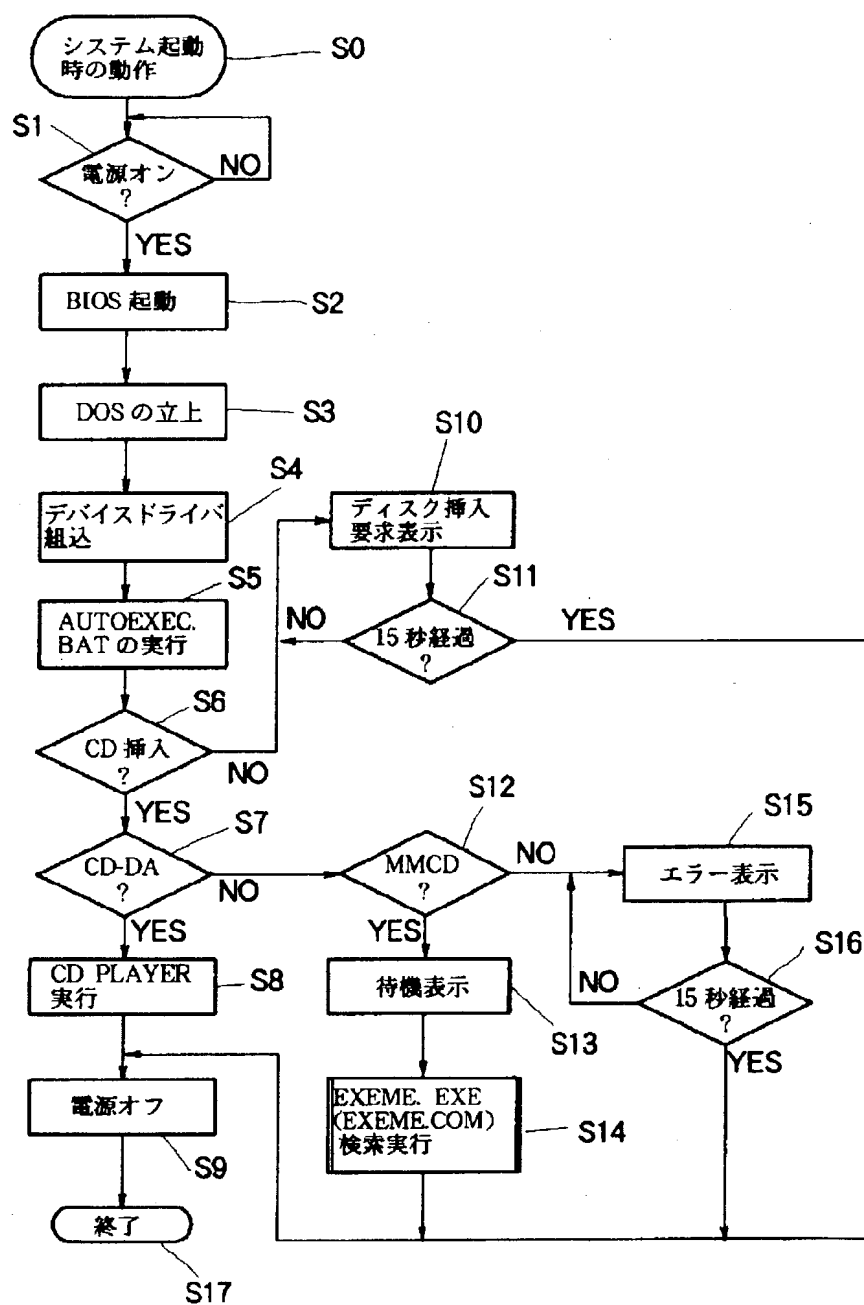 システム起動
時の動作
S0
S1
電源オン
?
NO
YES
BIOS 起動
S2
DOS の立上
S3
S4
デバイスドライバ
組込
S5
AUTOEXEC.
BAT の実行
S6
CD 挿入
?
NO
YES
S10
ディスク挿入
要求表示
S11
15 秒経過
?
NO
YES
S7
CD-DA
?
NO
YES
S12
MMCD
?
NO
YES
S15
エラー表示
S16
15 秒経過
?
NO
YES
CD PLAYER
実行
S8
待機表示
S13
電源オフ
S9
EXEME. EXE
(EXEME.COM)
検索実行
S14
終了
S17